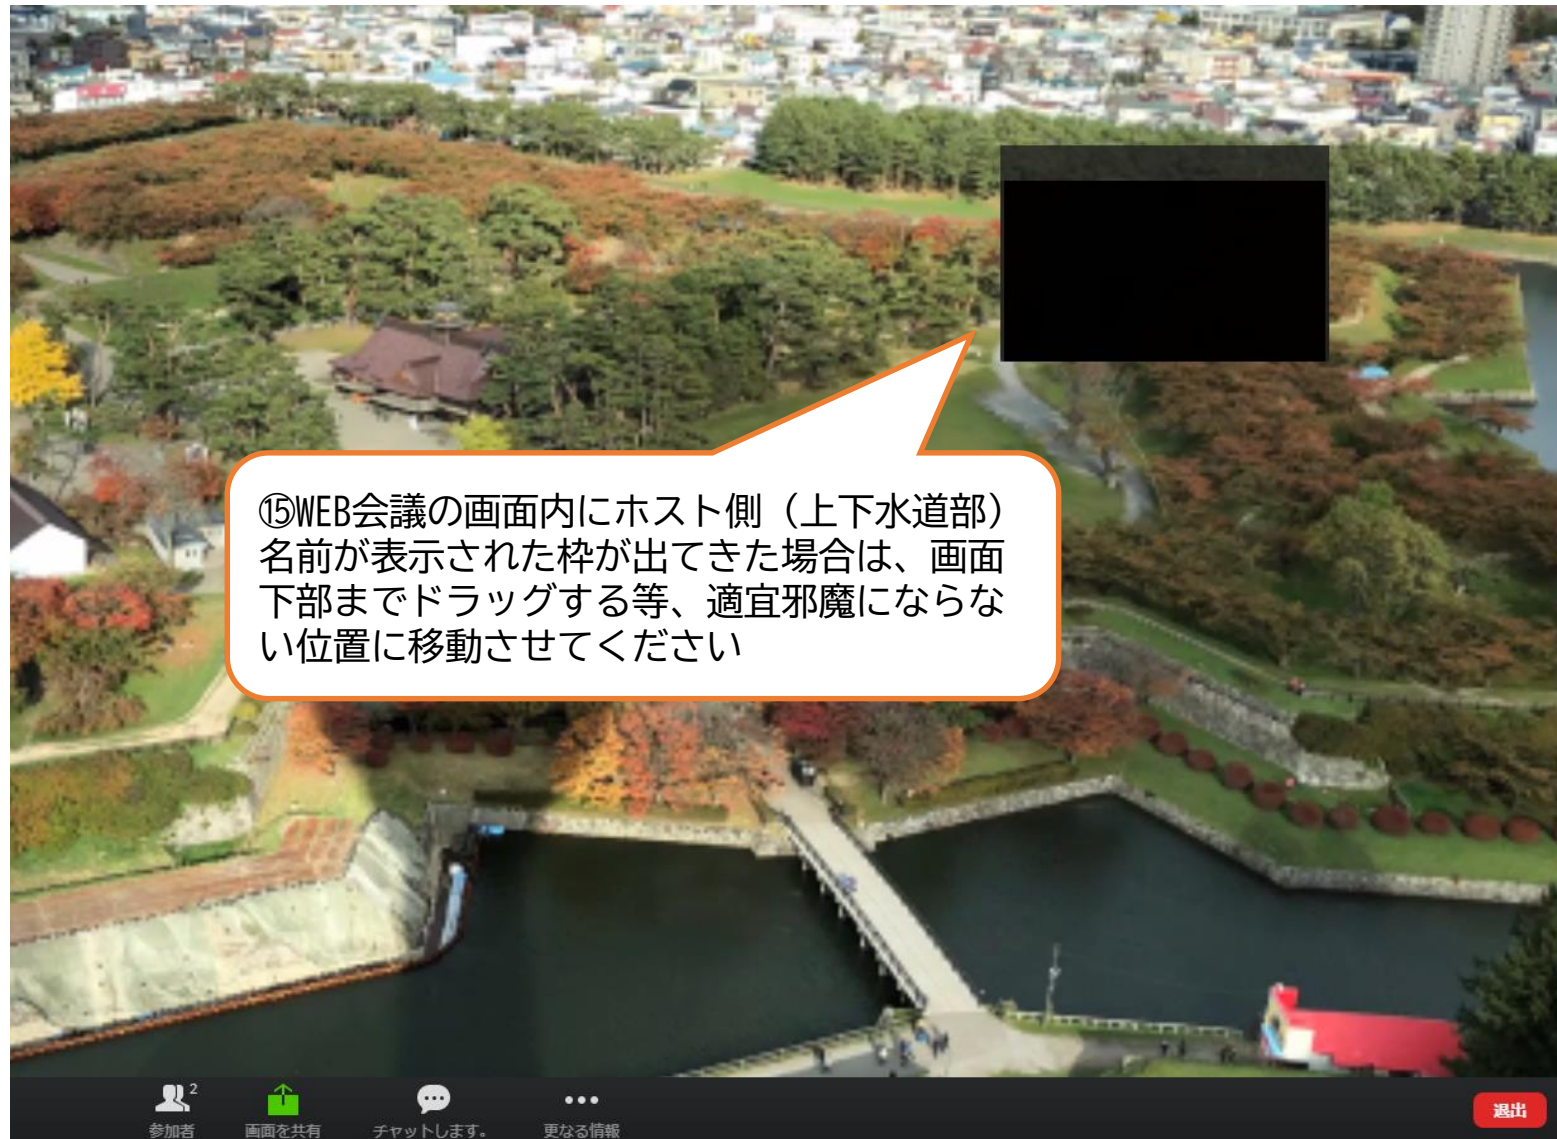 ⑮WEB会議の画面内にホスト側（上下水道部）
名前が表示された枠が出てきた場合は、画面
下部までドラッグする等、適宜邪魔にならな
い位置に移動させてください
2
参加者
画面を共有
チャットします。
更なる情報
退出